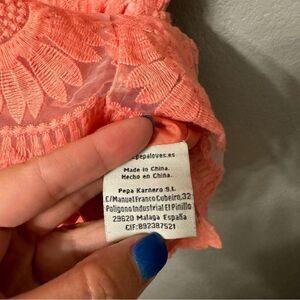 pepaloves.es
Made in China.
Hecho en China.
Pepa Karnero S.L.
C/Manuel Franco Cubeiro,32
Polígono Industrial El Pinillo
29620 Malaga España
CIF:B92387521